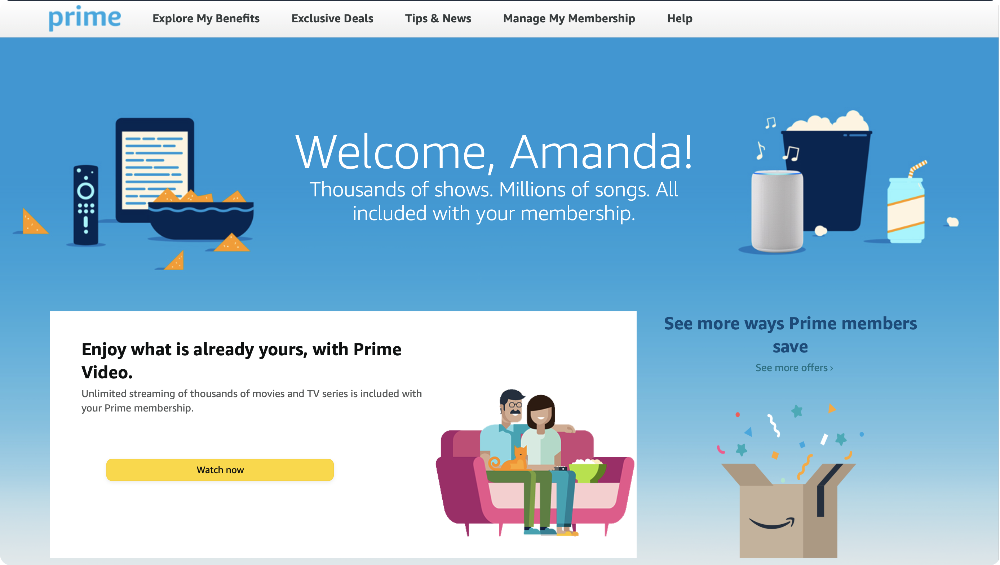 prime
Explore My Benefits
Exclusive Deals
Tips & News
Manage My Membership
Help
Welcome, Amanda!
Thousands of shows. Millions of songs. All
included with your membership.
Enjoy what is already yours, with Prime
Video.
Unlimited streaming of thousands of movies and TV series is included with
your Prime membership.
Watch now
See more ways Prime members
save
See more offers ›